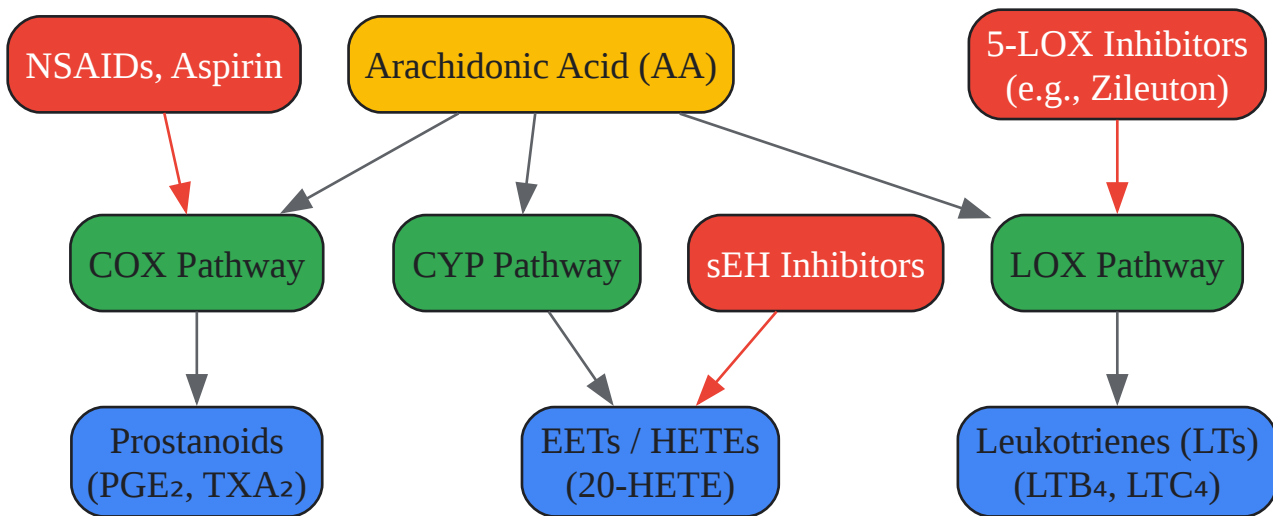 NSAIDs, Aspirin
Arachidonic Acid (AA)
5-LOX Inhibitors
(e.g., Zileuton)
COX Pathway
CYP Pathway
sEH Inhibitors
LOX Pathway
Prostanoids
(PGE₂, TXA₂)
EETs / HETEs
(20-HETE)
Leukotrienes (LTs)
(LTB₄, LTC₄)